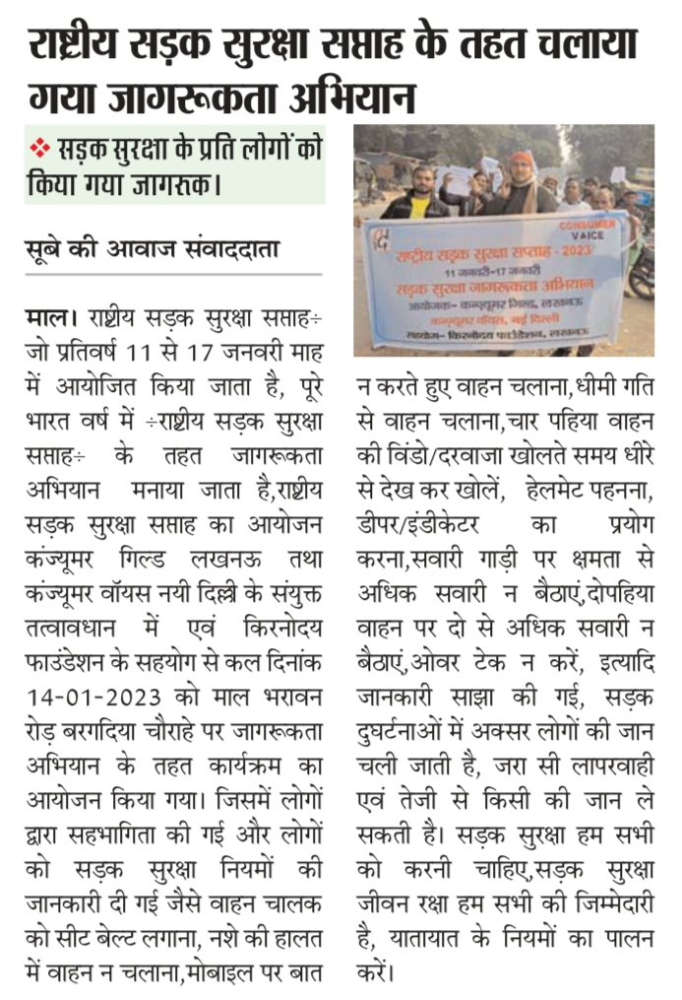 राष्ट्रीय सड़क सुरक्षा सप्ताह के तहत चलाया
गया जागरूकता अभियान
❖ सड़क सुरक्षा के प्रति लोगों को
किया गया जागरुक।
सूबे की आवाज संवाददाता
माल। राष्ट्रीय सड़क सुरक्षा सप्ताह÷
जो प्रतिवर्ष 11 से 17 जनवरी माह
में आयोजित किया जाता है, पूरे
भारत वर्ष में ÷राष्ट्रीय सड़क सुरक्षा
सप्ताह÷ के तहत जागरूकता
अभियान मनाया जाता है,राष्ट्रीय
सड़क सुरक्षा सप्ताह का आयोजन
कंज्यूमर गिल्ड लखनऊ तथा
कंज्यूमर वॉयस नयी दिल्ली के संयुक्त
तत्वावधान में एवं किरनोदय
फाउंडेशन के सहयोग से कल दिनांक
14-01-2023 को माल भरावन
रोड़ बरगदिया चौराहे पर जागरूकता
अभियान के तहत कार्यक्रम का
आयोजन किया गया। जिसमें लोगों
द्वारा सहभागिता की गई और लोगों
को सड़क सुरक्षा नियमों की
जानकारी दी गई जैसे वाहन चालक
को सीट बेल्ट लगाना, नशे की हालत
में वाहन न चलाना,मोबाइल पर बात
CONSUMER
VOICE
राष्ट्रीय सड़क सुरक्षा सप्ताह - 2023
11 जनवरी-17 जनवरी
सड़क सुरक्षा जागरूकता अभियान
आयोजक- कन्ज्यूमर गिल्ड, लखनऊ
कन्ज्यूमर वॉयस, नई दिल्ली
सहयोग- किरनोदय फाउंडेशन, लखनऊ
न करते हुए वाहन चलाना,धीमी गति
से वाहन चलाना,चार पहिया वाहन
की विंडो/दरवाजा खोलते समय धीरे
से देख कर खोलें, हेलमेट पहनना,
डीपर/इंडीकेटर का प्रयोग
करना,सवारी गाड़ी पर क्षमता से
अधिक सवारी न बैठाएं,दोपहिया
वाहन पर दो से अधिक सवारी न
बैठाएं,ओवर टेक न करें, इत्यादि
जानकारी साझा की गई, सड़क
दुघर्टनाओं में अक्सर लोगों की जान
चली जाती है, जरा सी लापरवाही
एवं तेजी से किसी की जान ले
सकती है। सड़क सुरक्षा हम सभी
को करनी चाहिए,सड़क सुरक्षा
जीवन रक्षा हम सभी की जिम्मेदारी
है, यातायात के नियमों का पालन
करें।